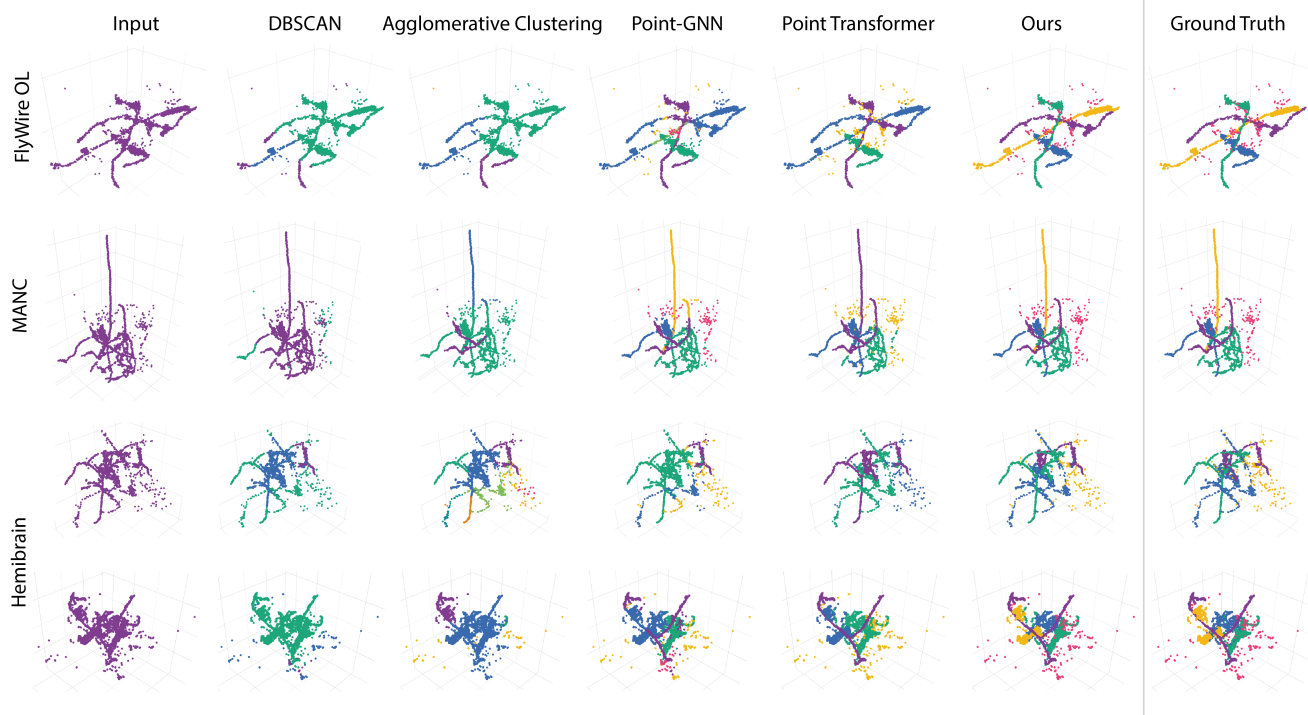 Input DBSCAN Agglomerative Clustering Point-GNN Point Transformer Ours Ground Truth
FlyWire OL
MANC
Hemibrain